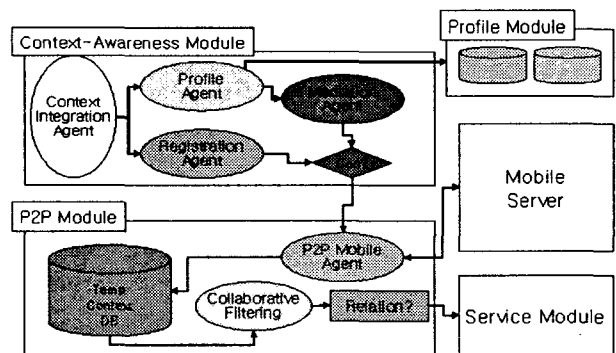 Context-Awareness Module
Profile Module
Profile
Agent
Context
Integration
Agent
Agent
Registration
Agent
Mobile
Server
P2P Module
P2P Mobile
Agent
Temp
Context
DB
Collaborative
Filtering
Relation?
Service Module